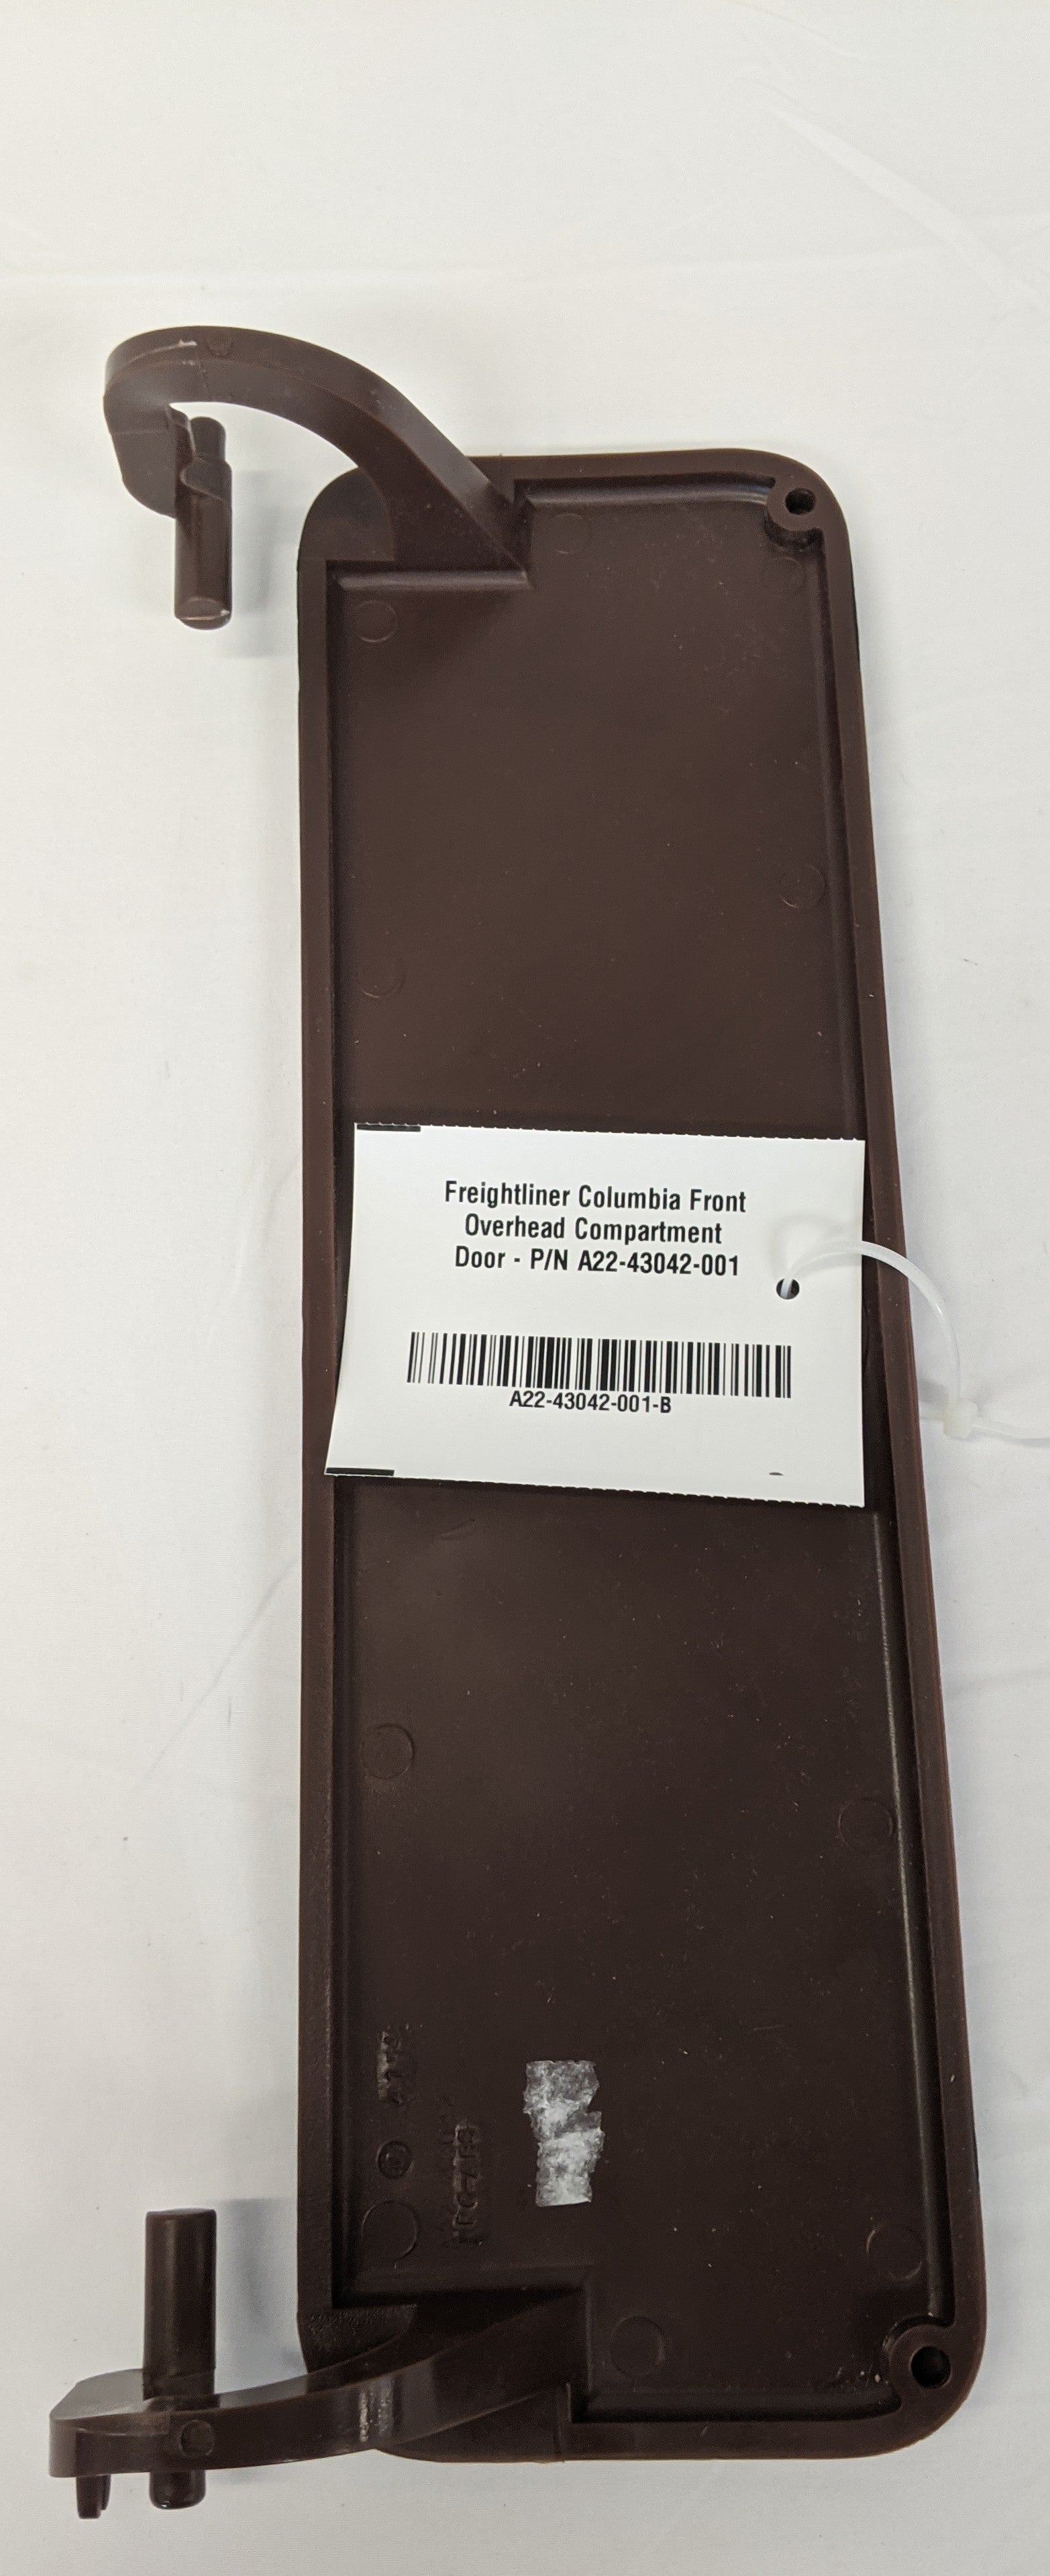 Freightliner Columbia Front
Overhead Compartment
Door - P/N A22-43042-001
A22-43042-001-B